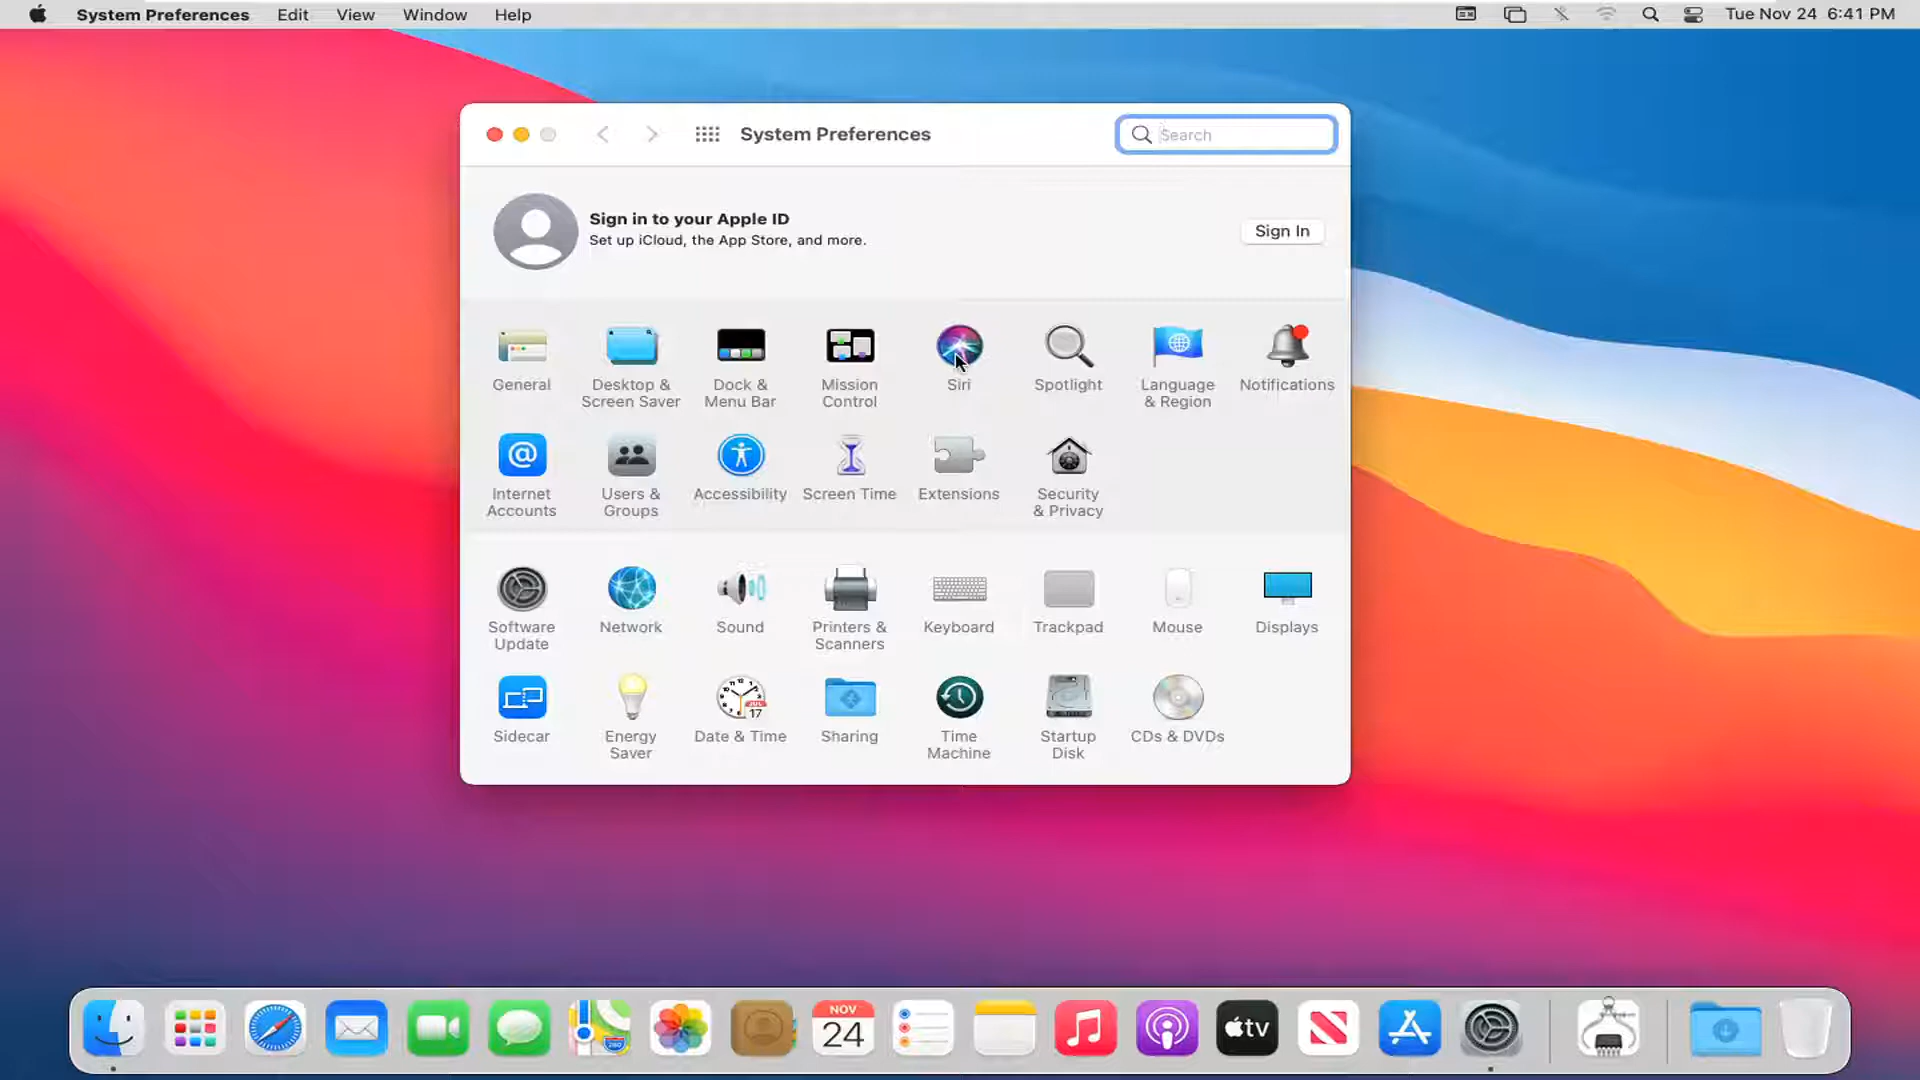 System Preferences Edit View Window Help Tue Nov 24 6:41 PM
System Preferences
Search
Sign in to your Apple ID
Set up iCloud, the App Store, and more.
Sign In
General
Desktop &
Screen Saver
Dock &
Menu Bar
Mission
Control
Siri
Spotlight
Language
& Region
Notifications
Internet
Accounts
Users &
Groups
Accessibility
Screen Time
Extensions
Security
& Privacy
Software
Update
Network
Sound
Printers &
Scanners
Keyboard
Trackpad
Mouse
Displays
Sidecar
Energy
Saver
JUL
17
Date & Time
Sharing
Time
Machine
Startup
Disk
CDs & DVDs
280
NOV
24
tv